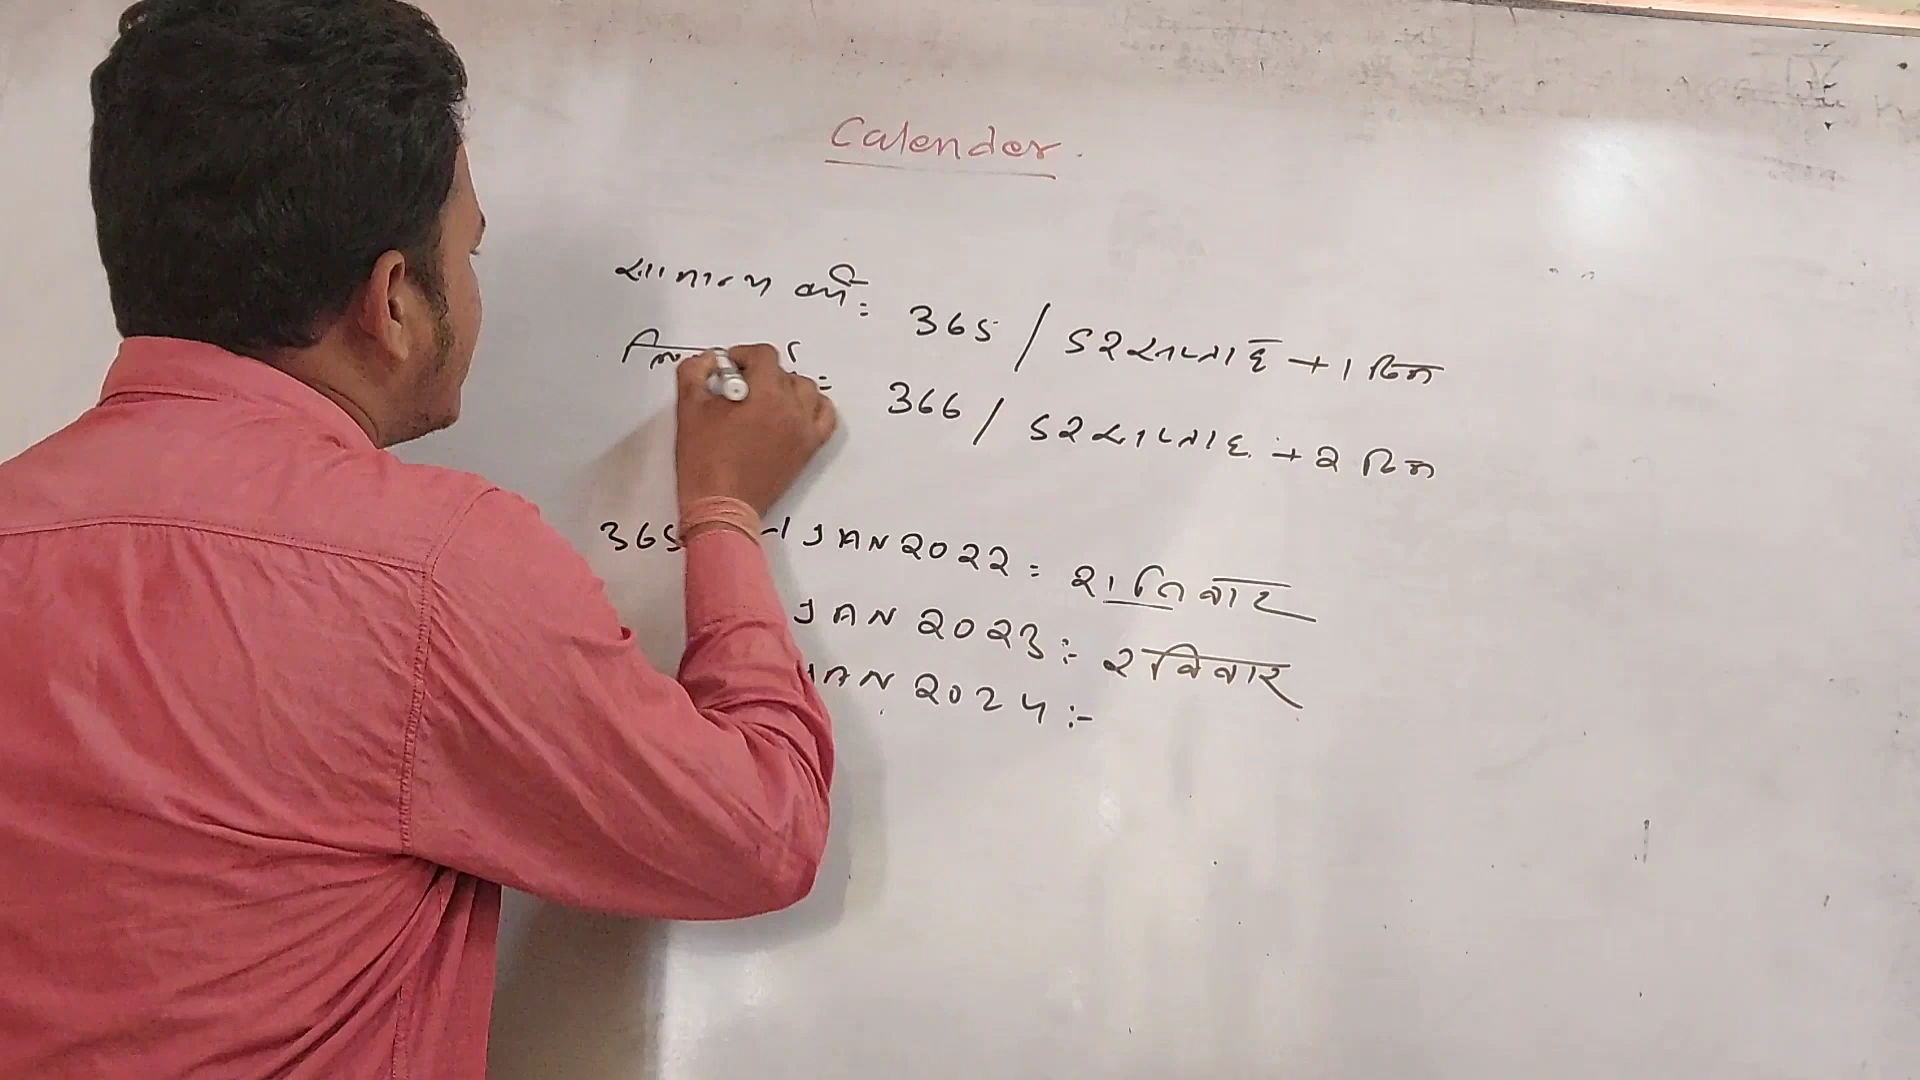 Calender.
सामान्य वर्ष = 365 / 52 सप्ताह + 1 दिन
= 366 / 52 सप्ताह + 2 दिन
365 1 JAN 2022 = शनिवार
JAN 2023 :- रविवार
JAN 2024 :-